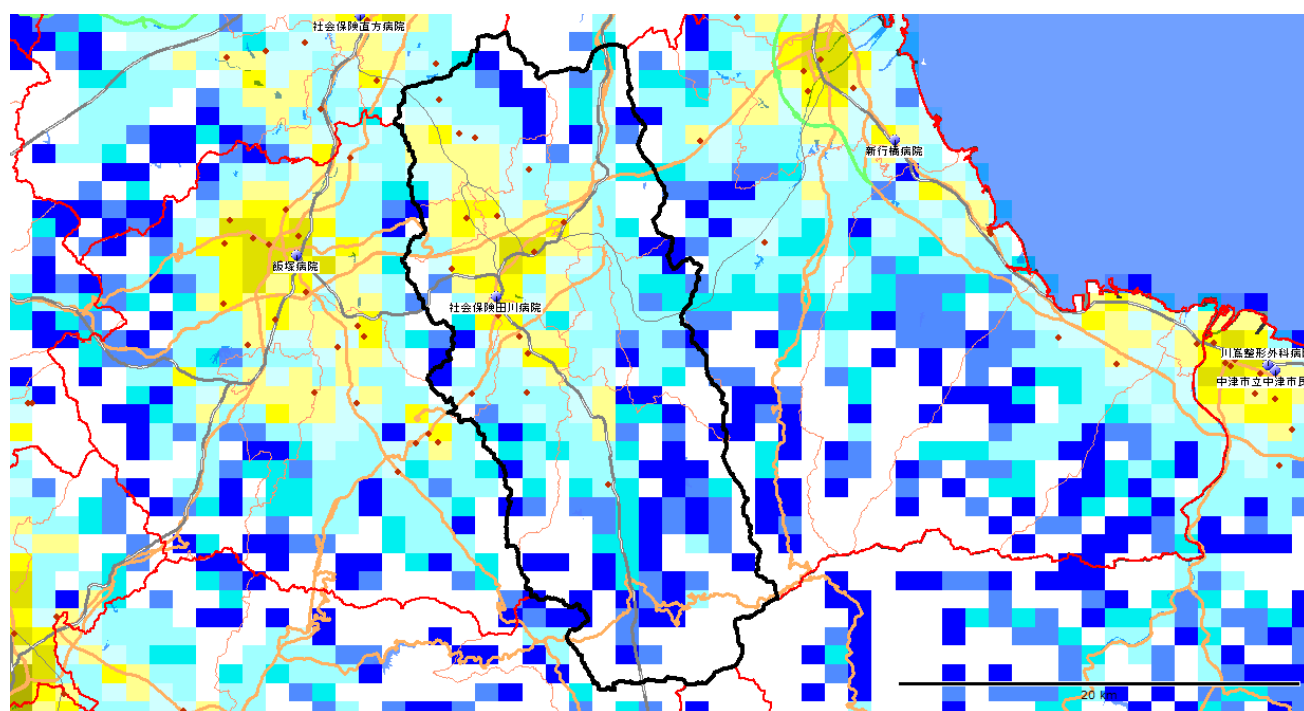 社会保険直方病院
新行橋病院
飯塚病院
社会保険田川病院
川嶌整形外科病
中津市立中津市民
20 km